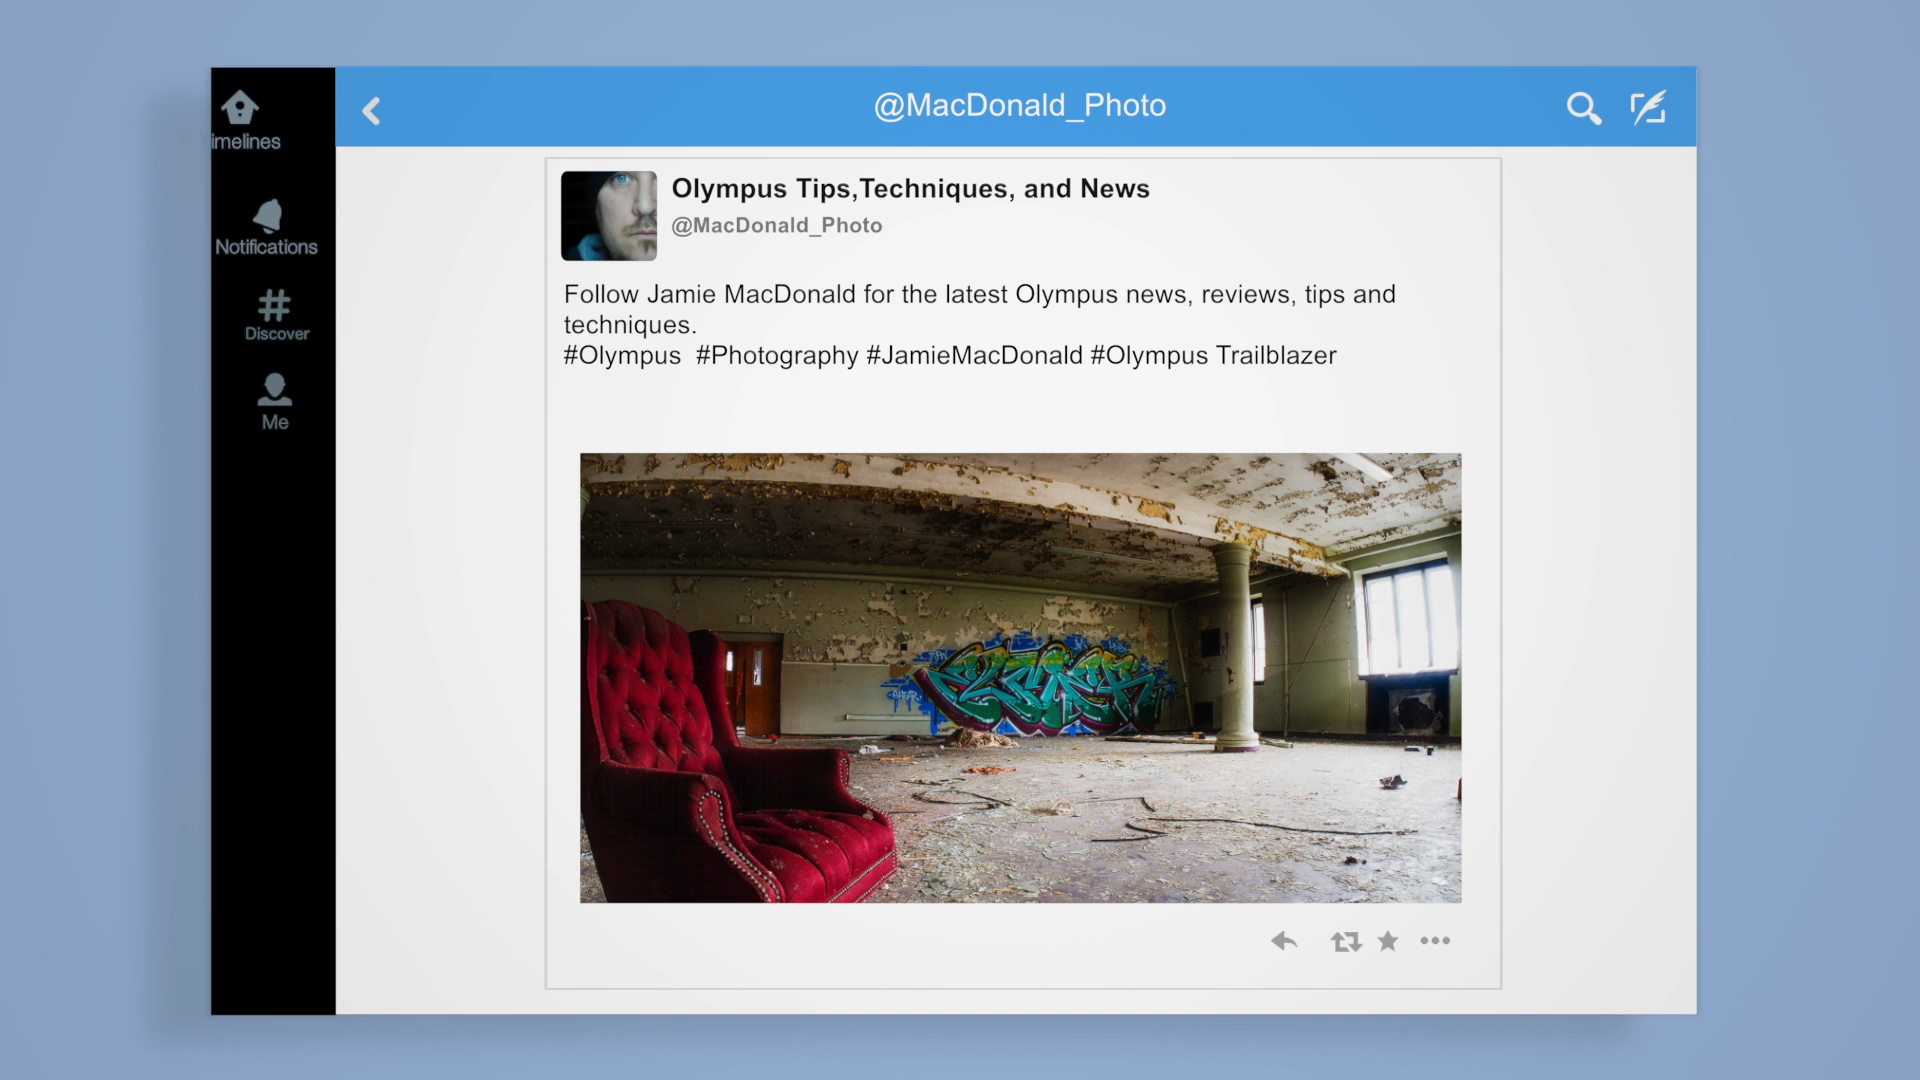 @MacDonald_Photo
imelines
Notifications
Discover
Me
Olympus Tips,Techniques, and News
@MacDonald_Photo
Follow Jamie MacDonald for the latest Olympus news, reviews, tips and
techniques.
#Olympus  #Photography #JamieMacDonald #Olympus Trailblazer